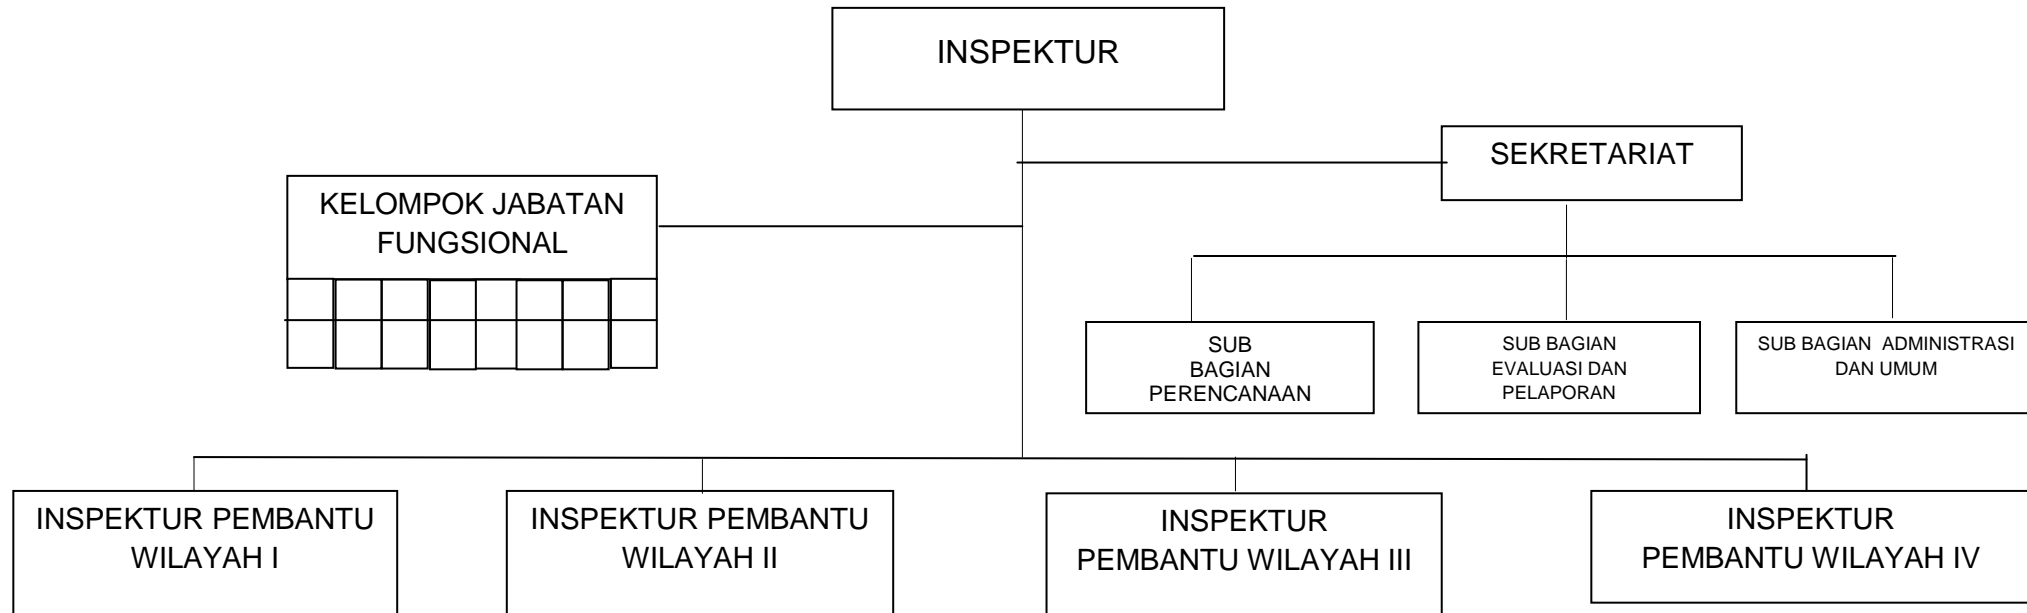 INSPEKTUR
SEKRETARIAT
KELOMPOK JABATAN
FUNGSIONAL
SUB
BAGIAN
PERENCANAAN
SUB BAGIAN
EVALUASI DAN
PELAPORAN
SUB BAGIAN  ADMINISTRASI
DAN UMUM
INSPEKTUR PEMBANTU
WILAYAH I
INSPEKTUR PEMBANTU
WILAYAH II
INSPEKTUR
PEMBANTU WILAYAH III
INSPEKTUR
PEMBANTU WILAYAH IV